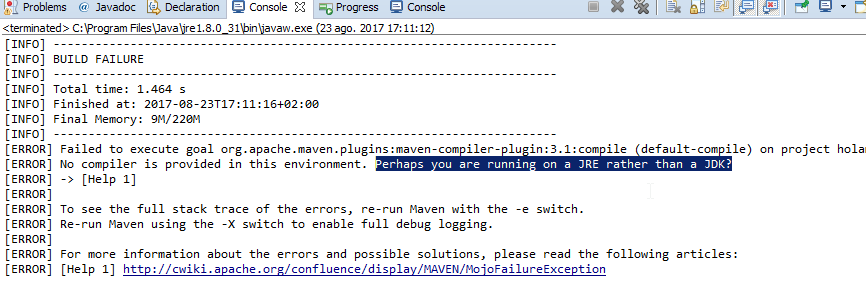 Problems @ Javadoc Declaration Console Progress Console
<terminated> C:\Program Files\Java\jre1.8.0_31\bin\javaw.exe (23 ago. 2017 17:11:12)
[INFO] ------------------------------------------------------------------------
[INFO] BUILD FAILURE
[INFO] ------------------------------------------------------------------------
[INFO] Total time: 1.464 s
[INFO] Finished at: 2017-08-23T17:11:16+02:00
[INFO] Final Memory: 9M/220M
[INFO] ------------------------------------------------------------------------
[ERROR] Failed to execute goal org.apache.maven.plugins:maven-compiler-plugin:3.1:compile (default-compile) on project hola
[ERROR] No compiler is provided in this environment. Perhaps you are running on a JRE rather than a JDK?
[ERROR] -> [Help 1]
[ERROR]
[ERROR] To see the full stack trace of the errors, re-run Maven with the -e switch.
[ERROR] Re-run Maven using the -X switch to enable full debug logging.
[ERROR]
[ERROR] For more information about the errors and possible solutions, please read the following articles:
[ERROR] [Help 1] http://cwiki.apache.org/confluence/display/MAVEN/MojoFailureException